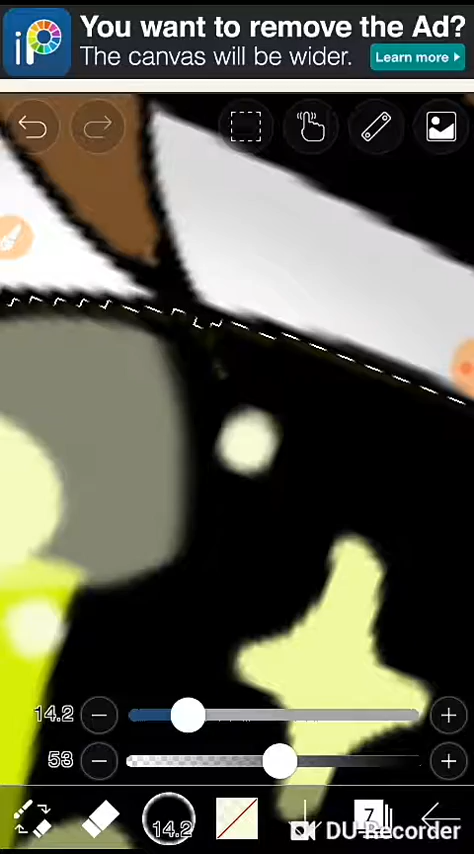 iP
You want to remove the Ad?
The canvas will be wider.
Learn more
14.2
53
14.2
7
DU Recorder